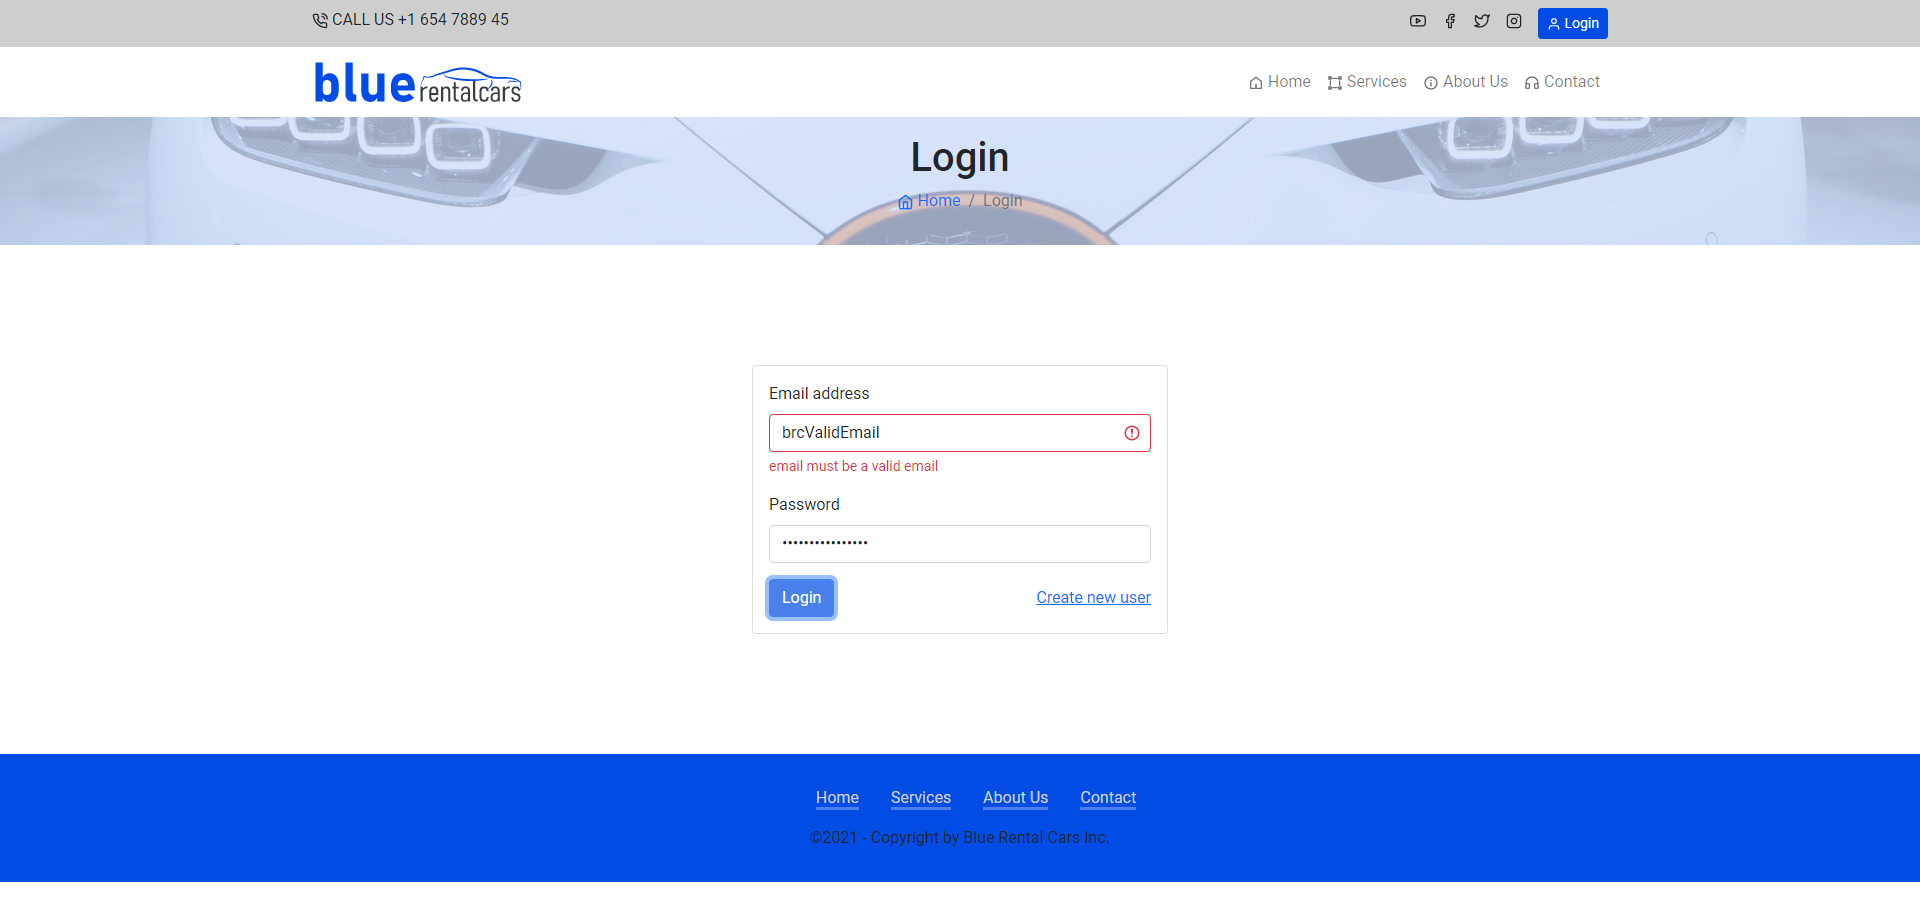 CALL US +1 654 7889 45
Login
blue rentalcars
Home Services About Us Contact
Login
Home / Login
Email address
brcValidEmail
email must be a valid email
Password
••••••••••••••••
Login Create new user
Home Services About Us Contact
©2021 - Copyright by Blue Rental Cars Inc.